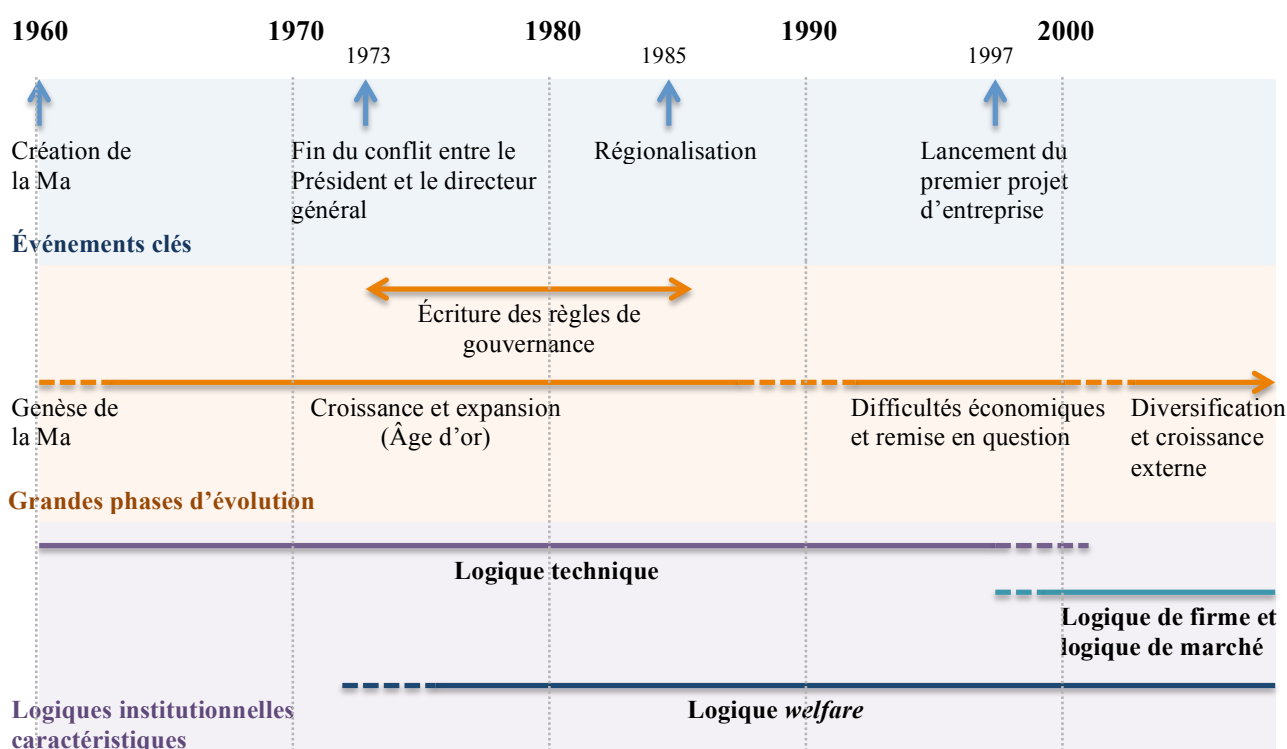 1960 1970 1980 1990 2000
1973 1985 1997
Création de
la Ma
Fin du conflit entre le
Président et le directeur
général
Régionalisation
Lancement du
premier projet
d’entreprise
Événements clés
Écriture des règles de
gouvernance
Genèse de
la Ma
Croissance et expansion
(Âge d’or)
Difficultés économiques
et remise en question
Diversification
et croissance
externe
Grandes phases d’évolution
Logique technique
Logique de firme et
logique de marché
Logique welfare
Logiques institutionnelles
caractéristiques